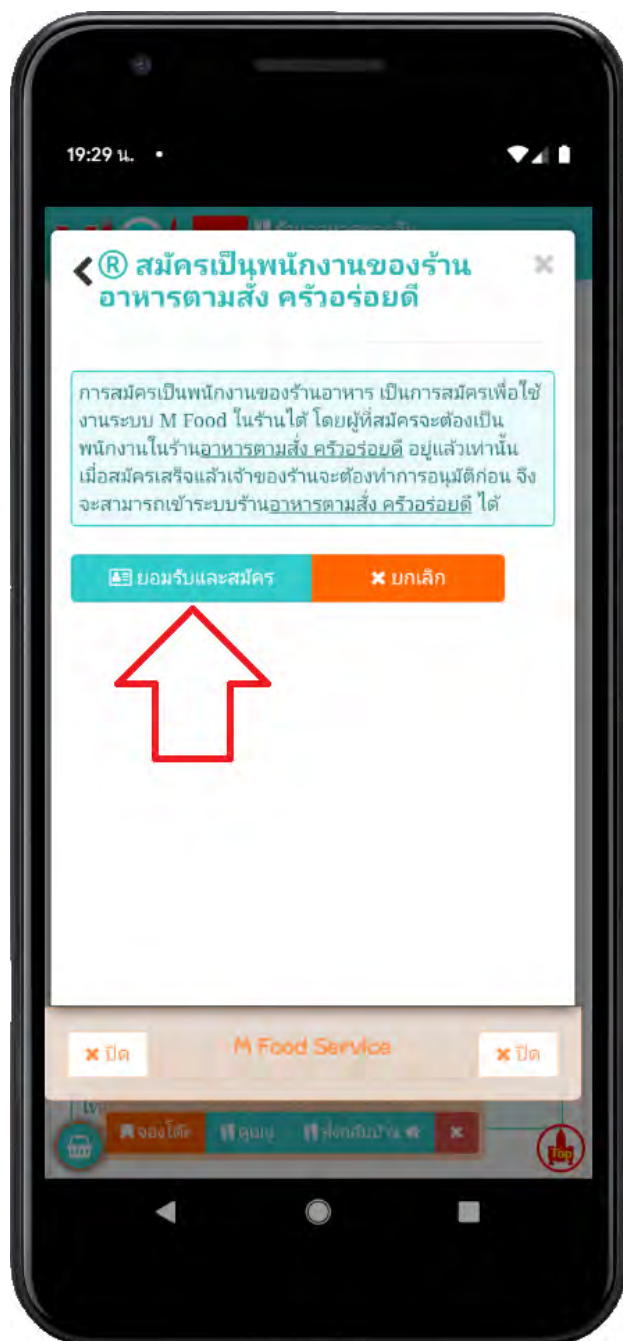 19:29 น.
® สมัครเป็นพนักงานของร้าน
อาหารตามสั่ง ครัวอร่อยดี
การสมัครเป็นพนักงานของร้านอาหาร เป็นการสมัครเพื่อใช้
งานระบบ M Food ในร้านได้ โดยผู้ที่สมัครจะต้องเป็น
พนักงานในร้านอาหารตามสั่ง ครัวอร่อยดี อยู่แล้วเท่านั้น
เมื่อสมัครเสร็จแล้วเจ้าของร้านจะต้องทำการอนุมัติก่อน จึง
จะสามารถเข้าระบบร้านอาหารตามสั่ง ครัวอร่อยดี ได้
ยอมรับและสมัคร ยกเลิก
ปิด M Food Service ปิด
จองโต๊ะ ดูเมนู สั่งกลับบ้าน
Top